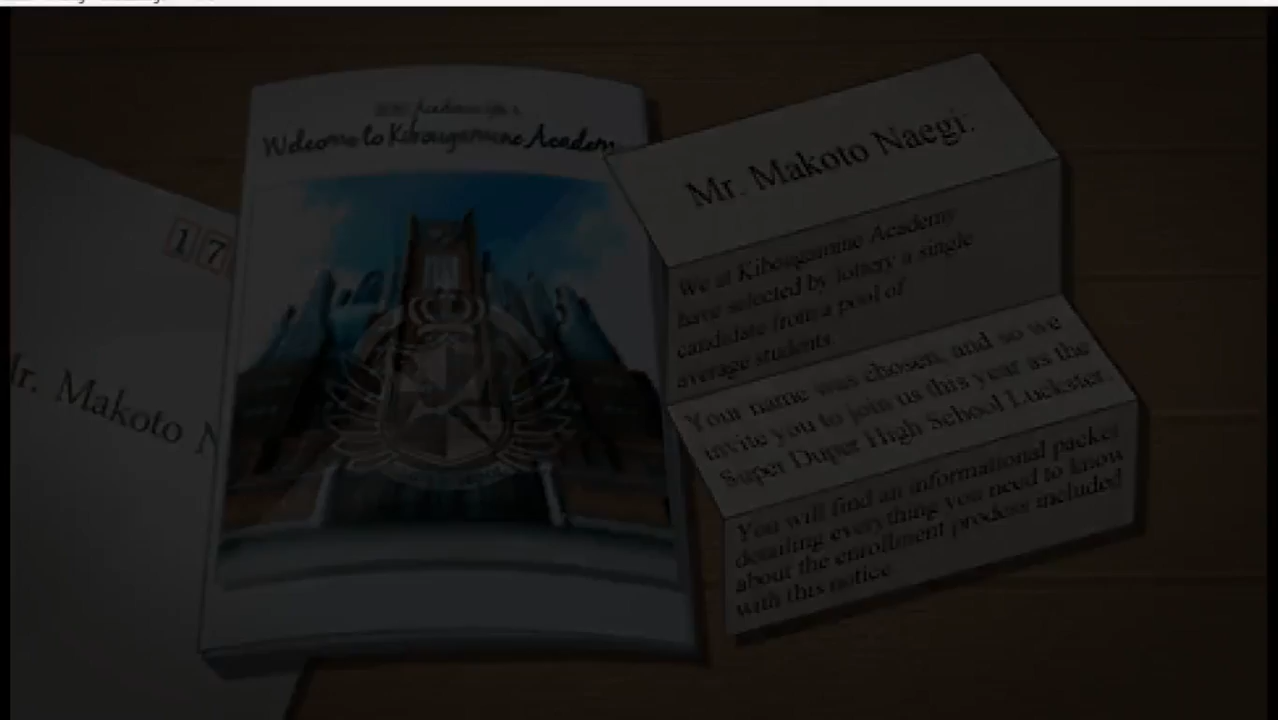 17
Mr. Makoto N
Welcome to Kibougamine Academ
Mr. Makoto Naegi:
We at Kibougamine Academy
have selected by lottery a single
candidate from a pool of
average students.
Your name was chosen, and so we
invite you to join us this year as the
Super Duper High School Luckster.
You will find an informational packet
detailing everything you need to know
about the enrollment process included
with this notice.